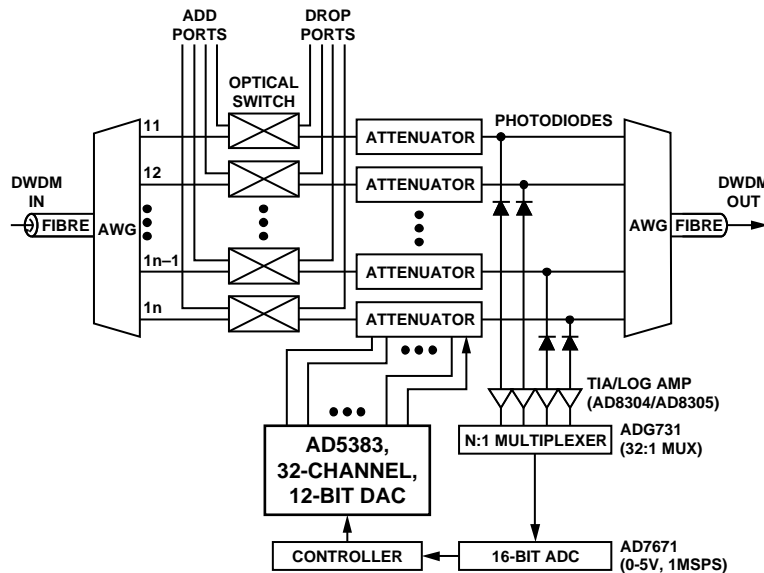 ADD
PORTS
DROP
PORTS
OPTICAL
SWITCH
PHOTODIODES
11
ATTENUATOR
12
ATTENUATOR
DWDM
IN
FIBRE
AWG
DWDM
OUT
AWG
FIBRE
1n–1
ATTENUATOR
1n
ATTENUATOR
TIA/LOG AMP
(AD8304/AD8305)
N:1 MULTIPLEXER
ADG731
(32:1 MUX)
AD5383,
32-CHANNEL,
12-BIT DAC
CONTROLLER
16-BIT ADC
AD7671
(0-5V, 1MSPS)